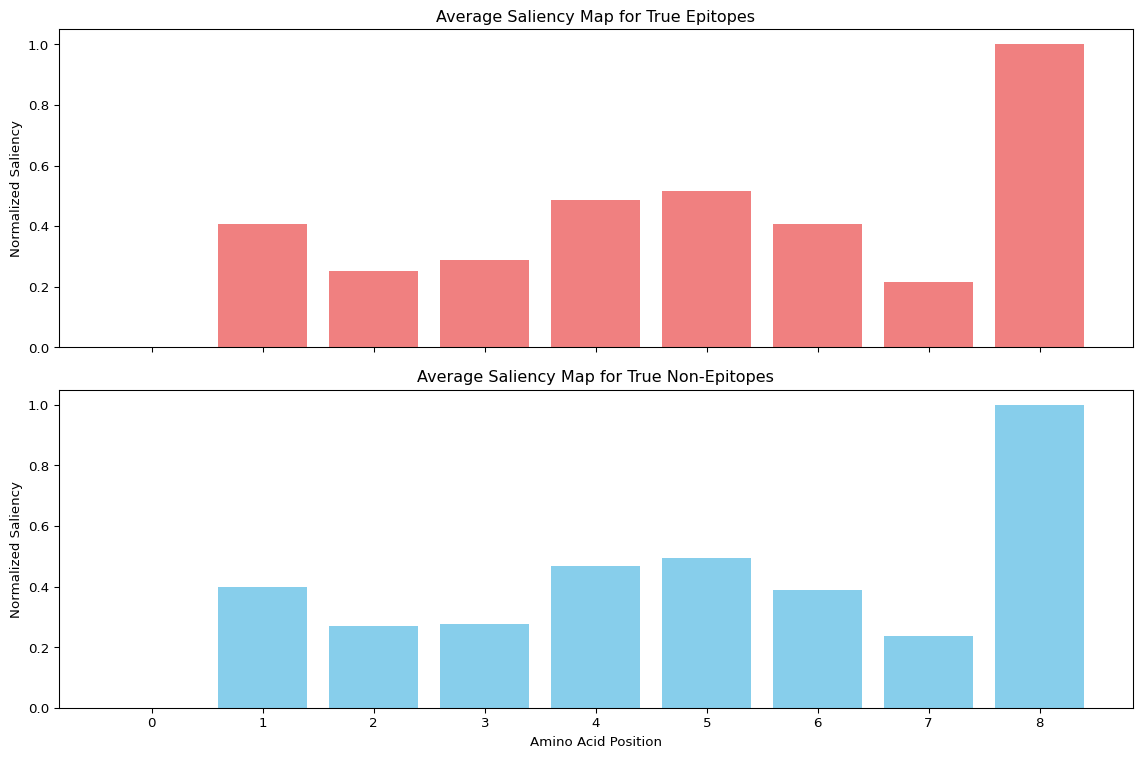 Average Saliency Map for True Epitopes
Normalized Saliency
1.0
0.8
0.6
0.4
0.2
0.0
Average Saliency Map for True Non-Epitopes
Normalized Saliency
1.0
0.8
0.6
0.4
0.2
0.0
0 1 2 3 4 5 6 7 8
Amino Acid Position